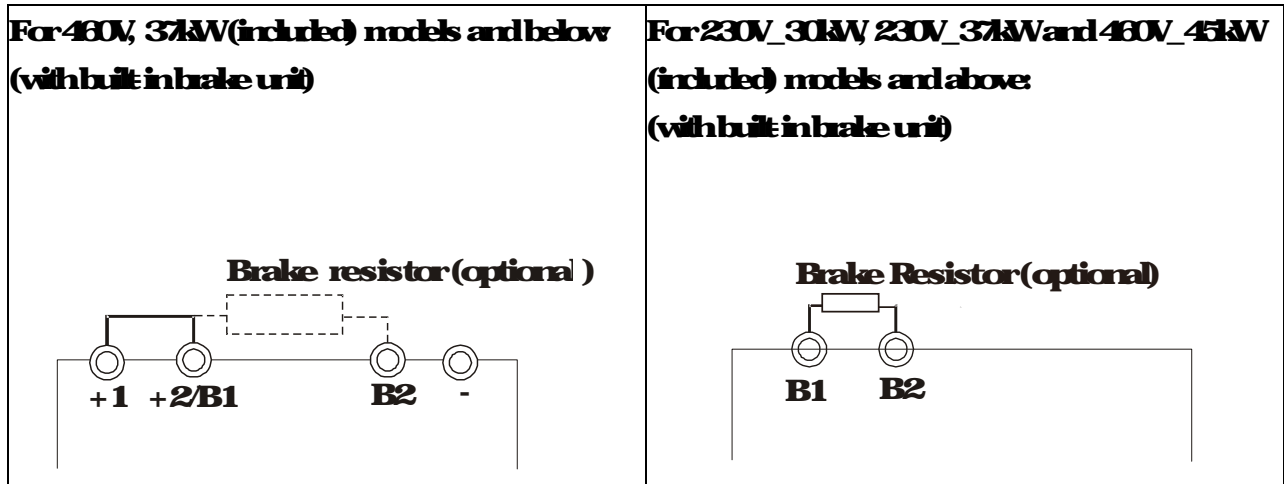 For 460V, 37kW (included) models and below:
(with built-in brake unit)
Brake resistor (optional)
+1 +2/B1 B2 -
For 230V_30kW, 230V_37kW and 460V_45kW
(included) models and above:
(with built-in brake unit)
Brake Resistor (optional)
B1 B2